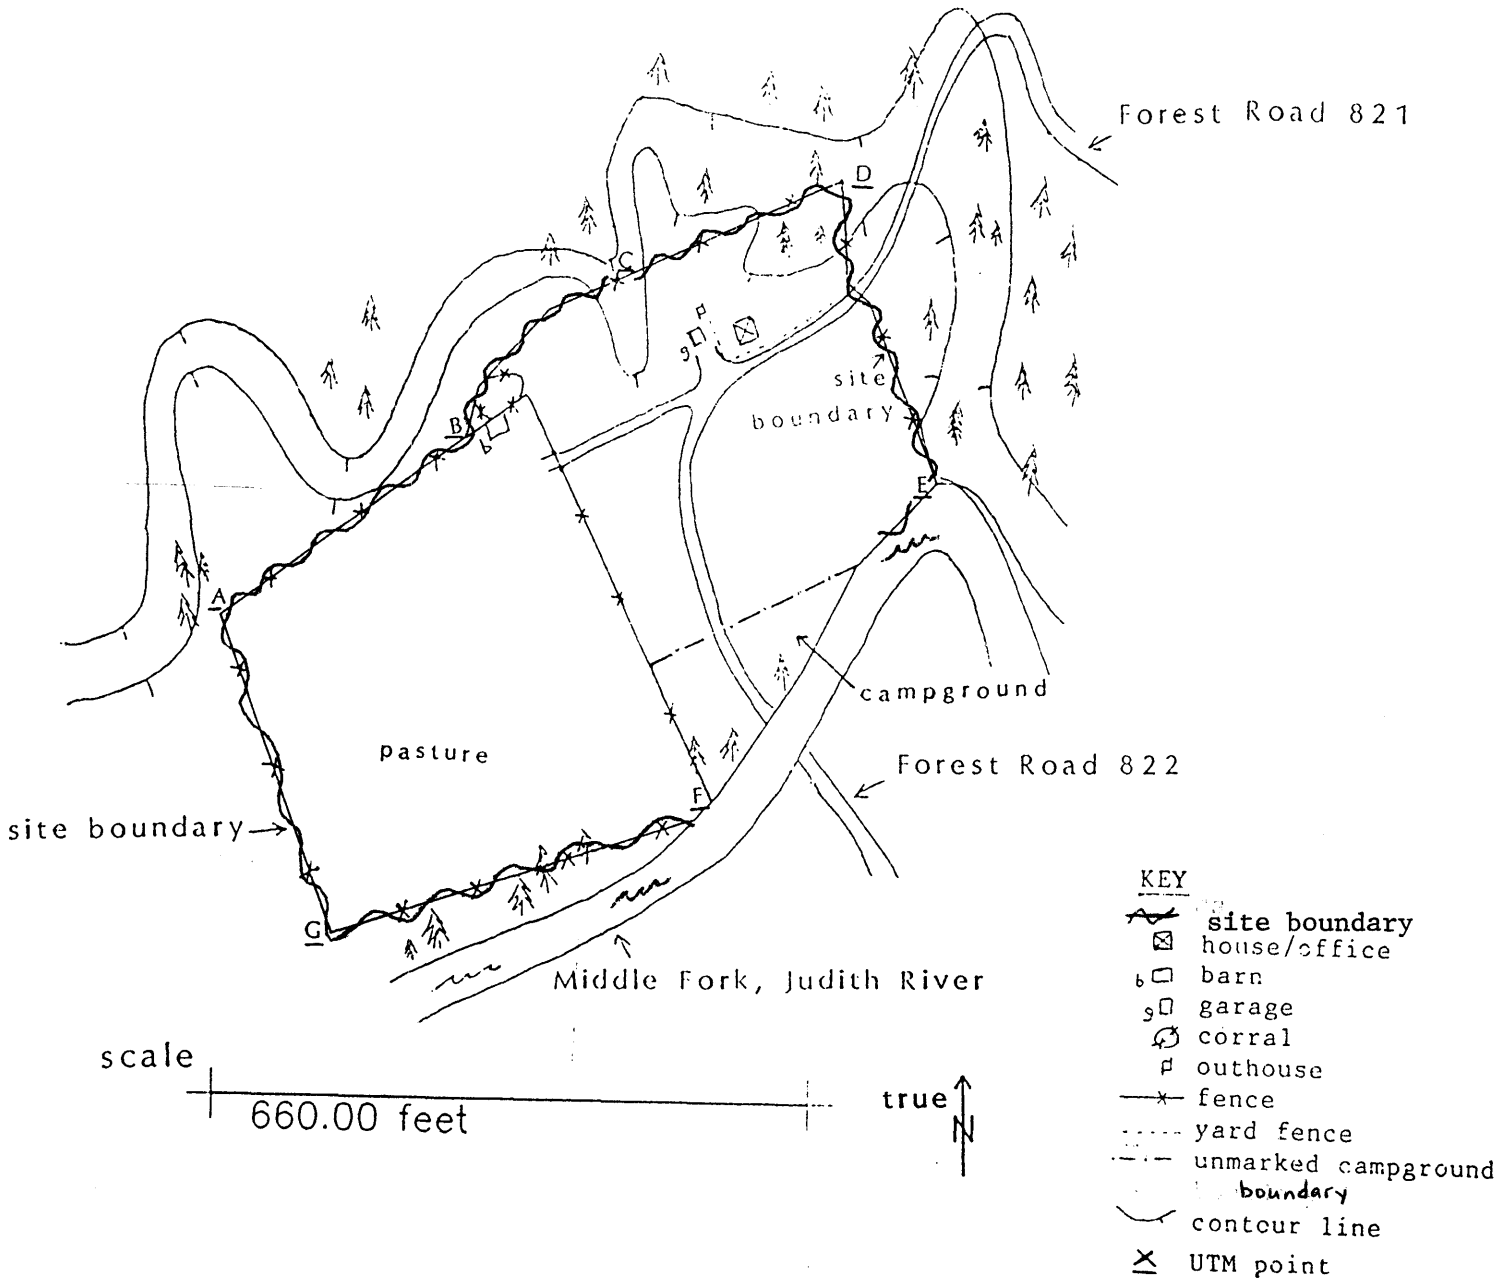 Forest Road 821
D
C
p
g
site
boundary
B
b
E
A
campground
pasture
Forest Road 822
F
site boundary
G
Middle Fork, Judith River
KEY
site boundary
house/office
b barn
g garage
corral
p outhouse
fence
yard fence
unmarked campground
boundary
contour line
X UTM point
scale
660.00 feet
true
N